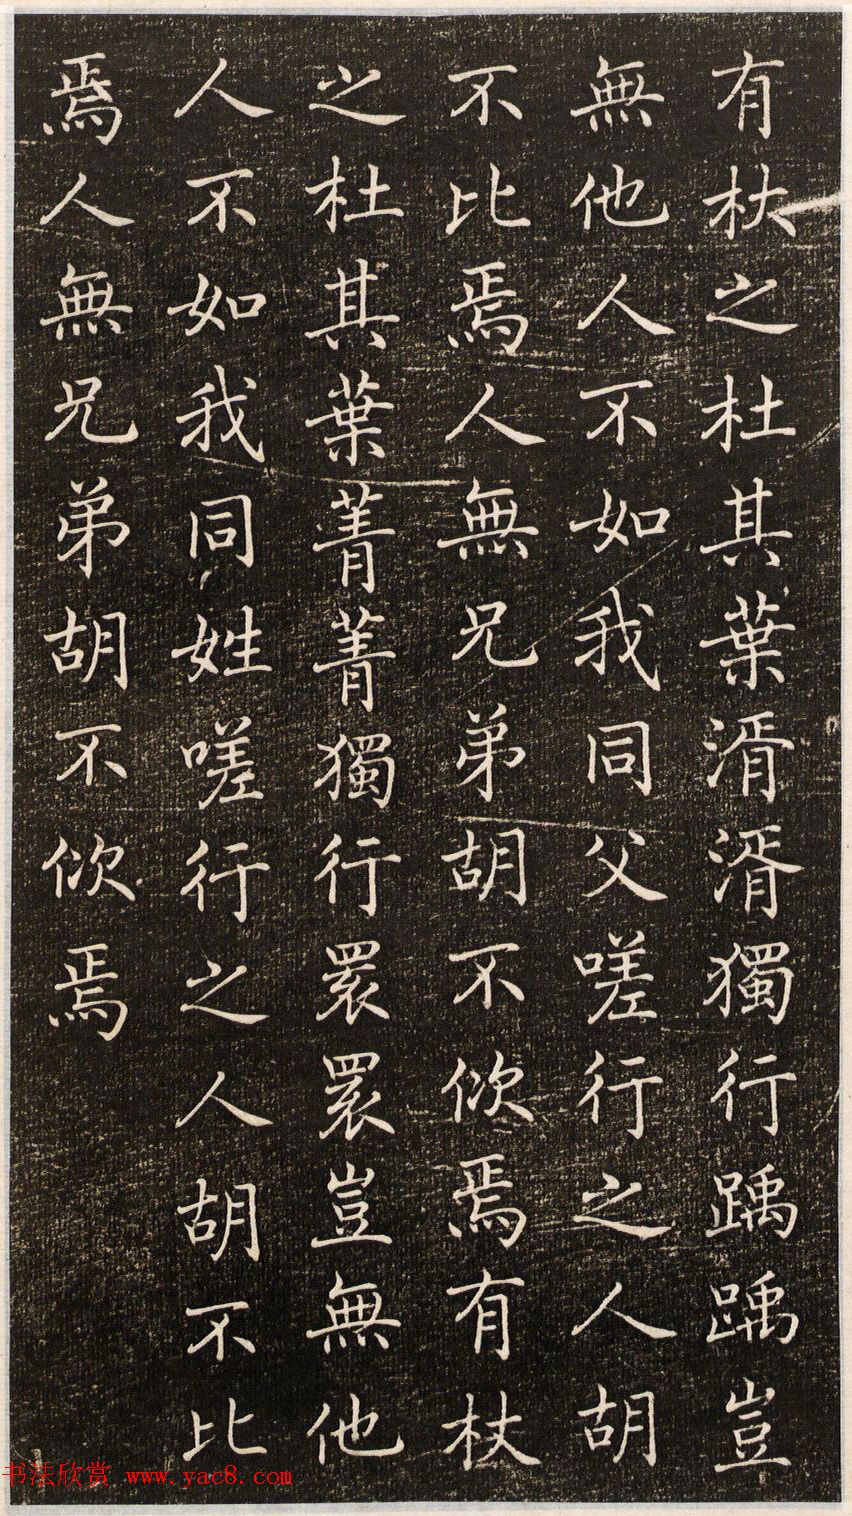 有杕之杜其葉湑湑獨行踽踽豈
無他人不如我同父嗟行之人胡
不比焉人無兄弟胡不佽焉有杕
之杜其葉菁菁獨行睘睘豈無他
人不如我同姓嗟行之人胡不比
焉人無兄弟胡不佽焉
书法欣赏 www.yac8.com